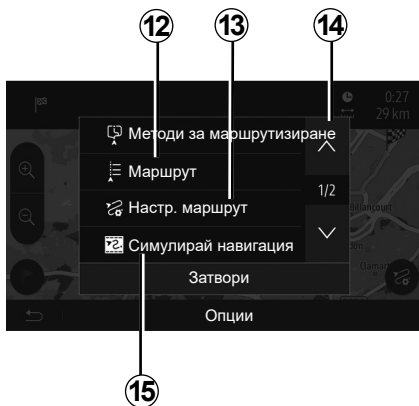 12 13 14
0:27
29 km
Методи за маршрутизиране
Маршрут
1/2
Настр. маршрут
Billancourt
Симулирай навигация
Затвори
Опции
15